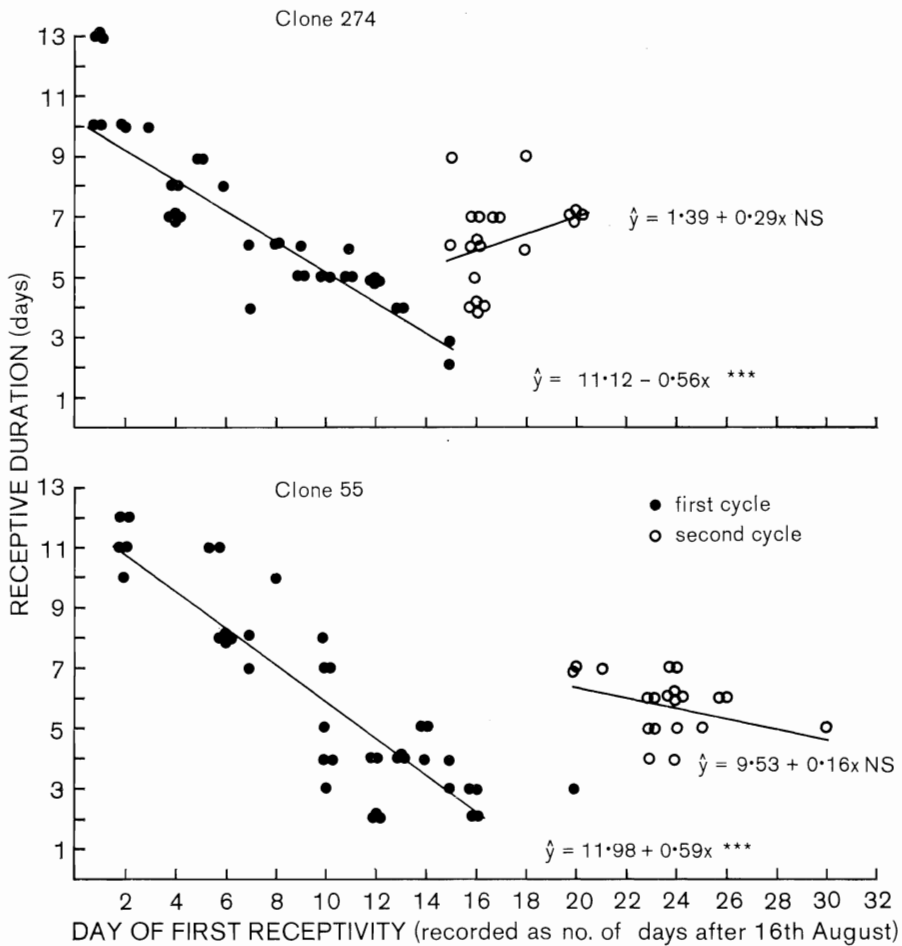 Clone 274
13
11
9
7
5
3
1
ŷ = 1·39 + 0·29x NS
ŷ = 11·12 – 0·56x ***
RECEPTIVE DURATION (days)
Clone 55
13
11
9
7
5
3
1
first cycle
second cycle
ŷ = 9·53 + 0·16x NS
ŷ = 11·98 + 0·59x ***
2 4 6 8 10 12 14 16 18 20 22 24 26 28 30 32
DAY OF FIRST RECEPTIVITY (recorded as no. of days after 16th August)